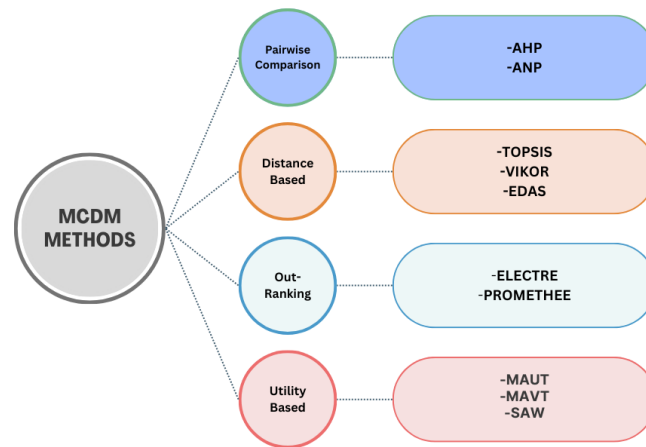 MCDM
METHODS
Pairwise
Comparison
-AHP
-ANP
Distance
Based
-TOPSIS
-VIKOR
-EDAS
Out-
Ranking
-ELECTRE
-PROMETHEE
Utility
Based
-MAUT
-MAVT
-SAW